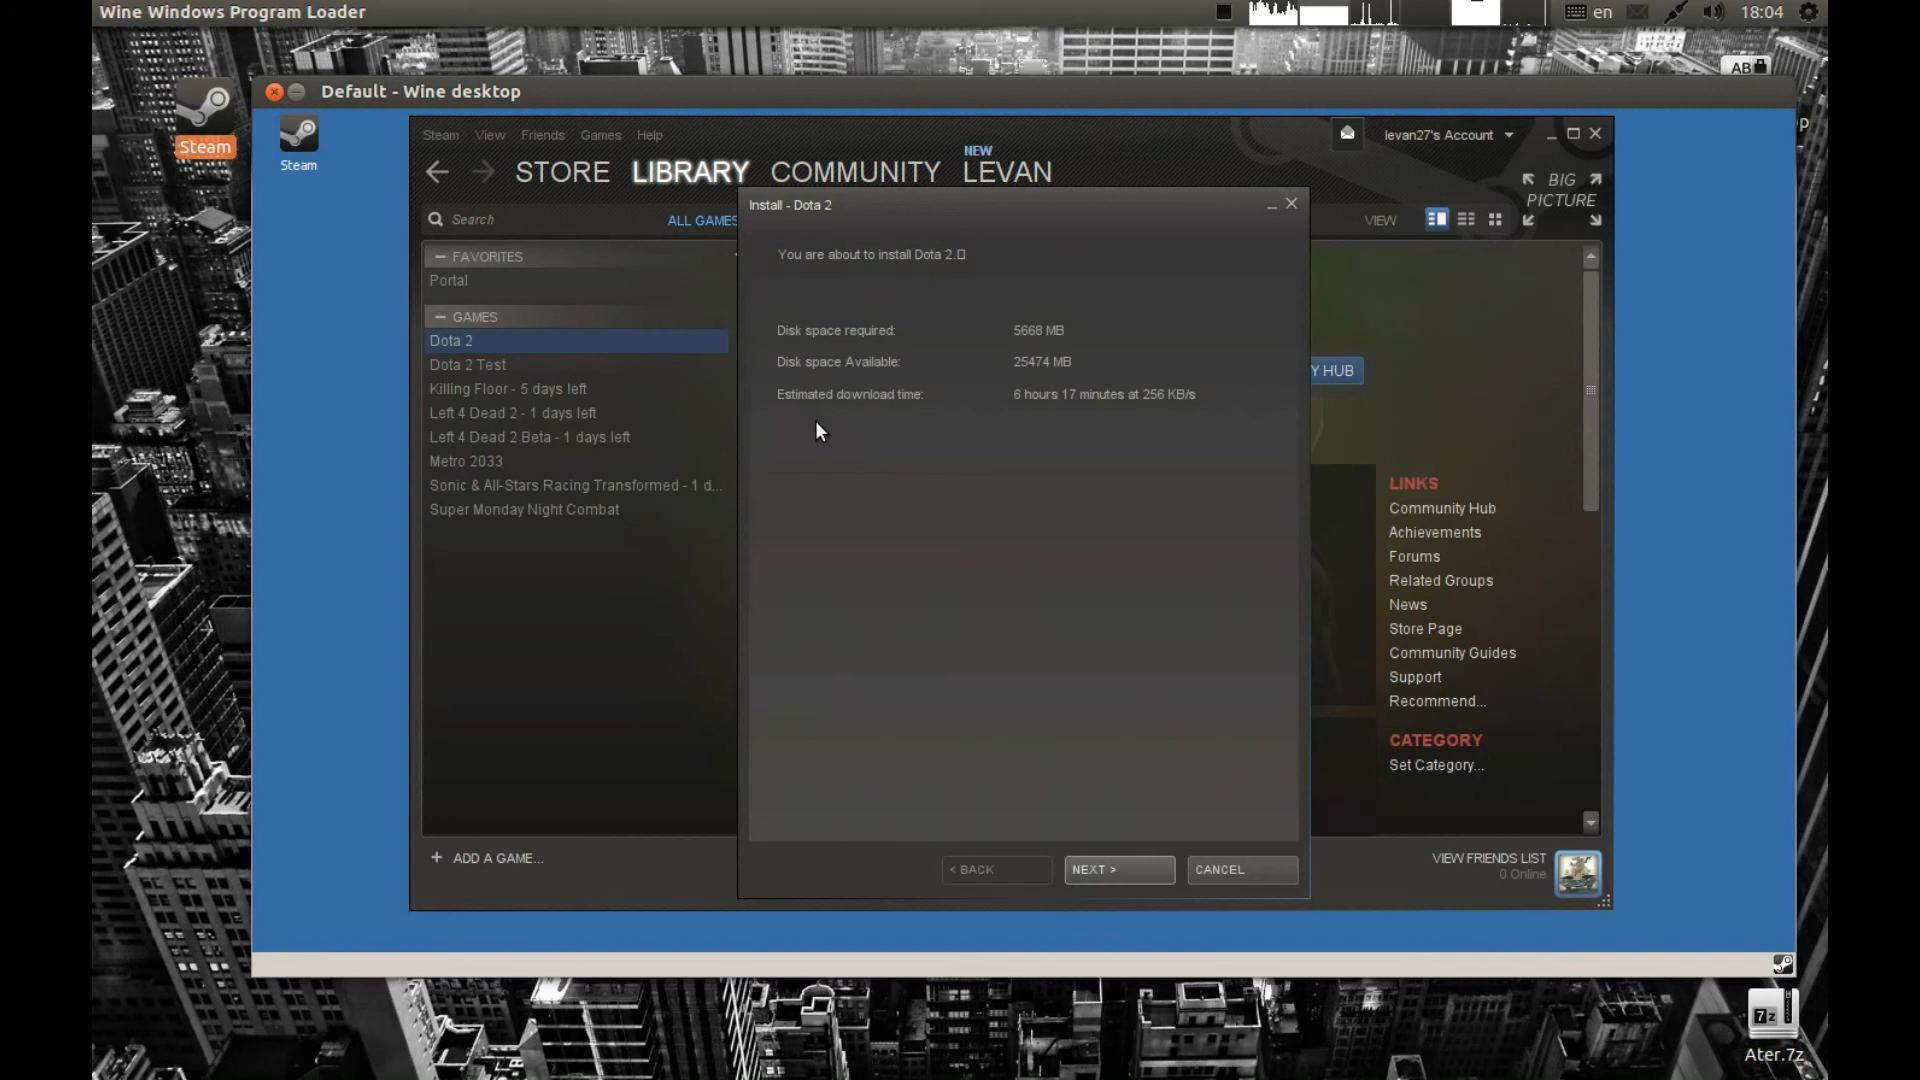 Wine Windows Program Loader
en
18:04
AB
Steam
Default - Wine desktop
Steam
Steam View Friends Games Help
levan27's Account
STORE LIBRARY COMMUNITY LEVAN
NEW
BIG
PICTURE
Search
ALL GAMES
VIEW
FAVORITES
Portal
GAMES
Dota 2
Dota 2 Test
Killing Floor - 5 days left
Left 4 Dead 2 - 1 days left
Left 4 Dead 2 Beta - 1 days left
Metro 2033
Sonic & All-Stars Racing Transformed - 1 d...
Super Monday Night Combat
Install - Dota 2
You are about to install Dota 2.
Disk space required: 5668 MB
Disk space Available: 25474 MB
Estimated download time: 6 hours 17 minutes at 256 KB/s
< BACK
NEXT >
CANCEL
Y HUB
LINKS
Community Hub
Achievements
Forums
Related Groups
News
Store Page
Community Guides
Support
Recommend...
CATEGORY
Set Category...
+ ADD A GAME...
VIEW FRIENDS LIST
0 Online
7z
Ater.7z